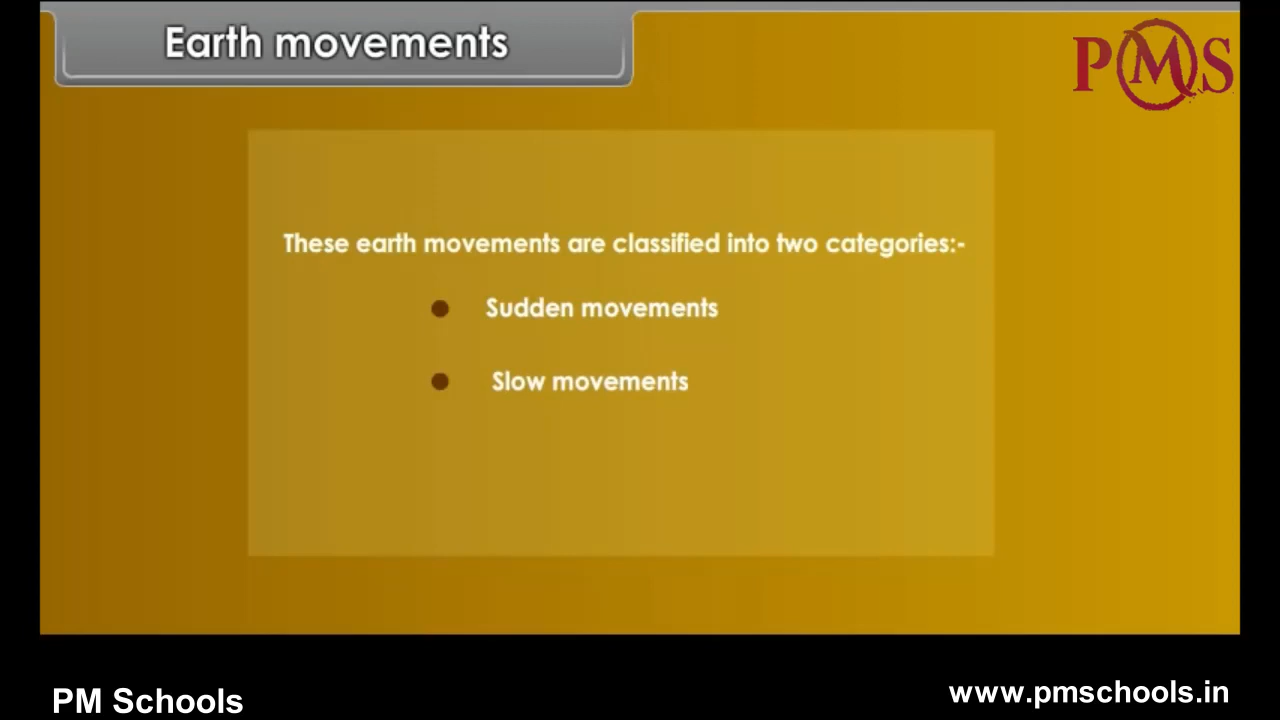 Earth movements
PMS
These earth movements are classified into two categories:-
Sudden movements
Slow movements
PM Schools
www.pmschools.in